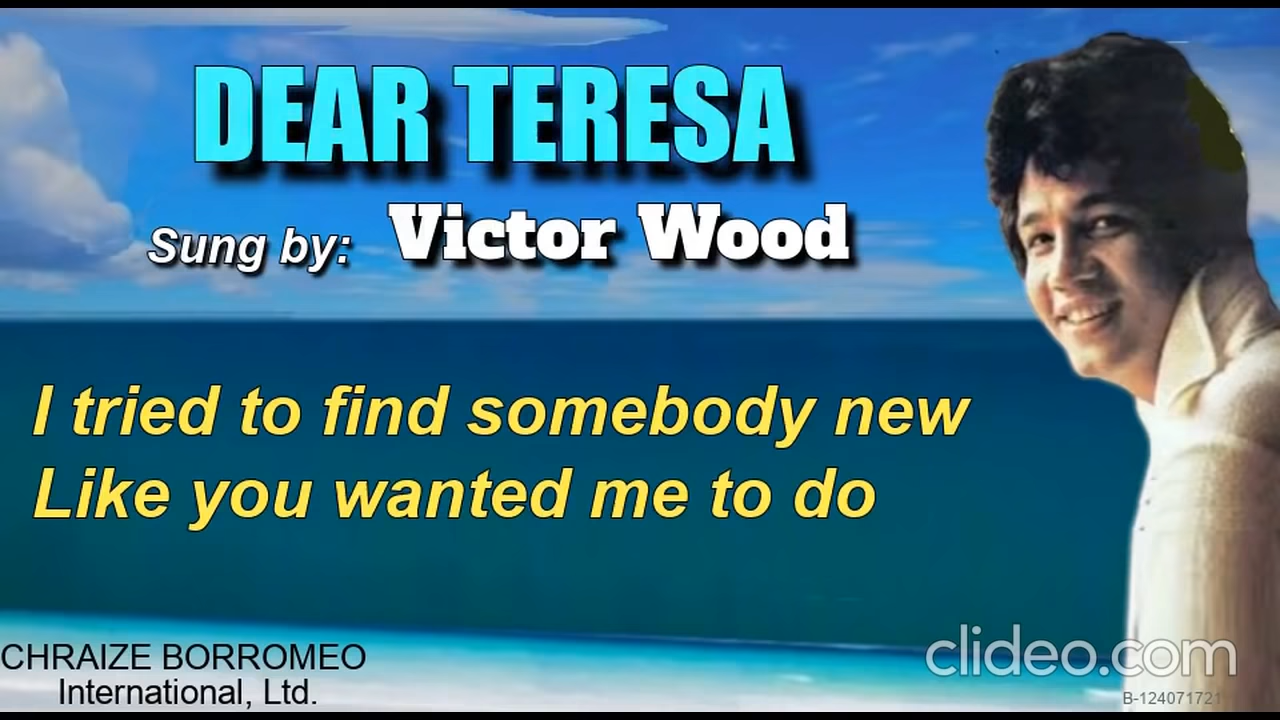 DEAR TERESA
Sung by: Victor Wood
I tried to find somebody new
Like you wanted me to do
CHRAIZE BORROMEO
International, Ltd.
clideo.com
B-124071721